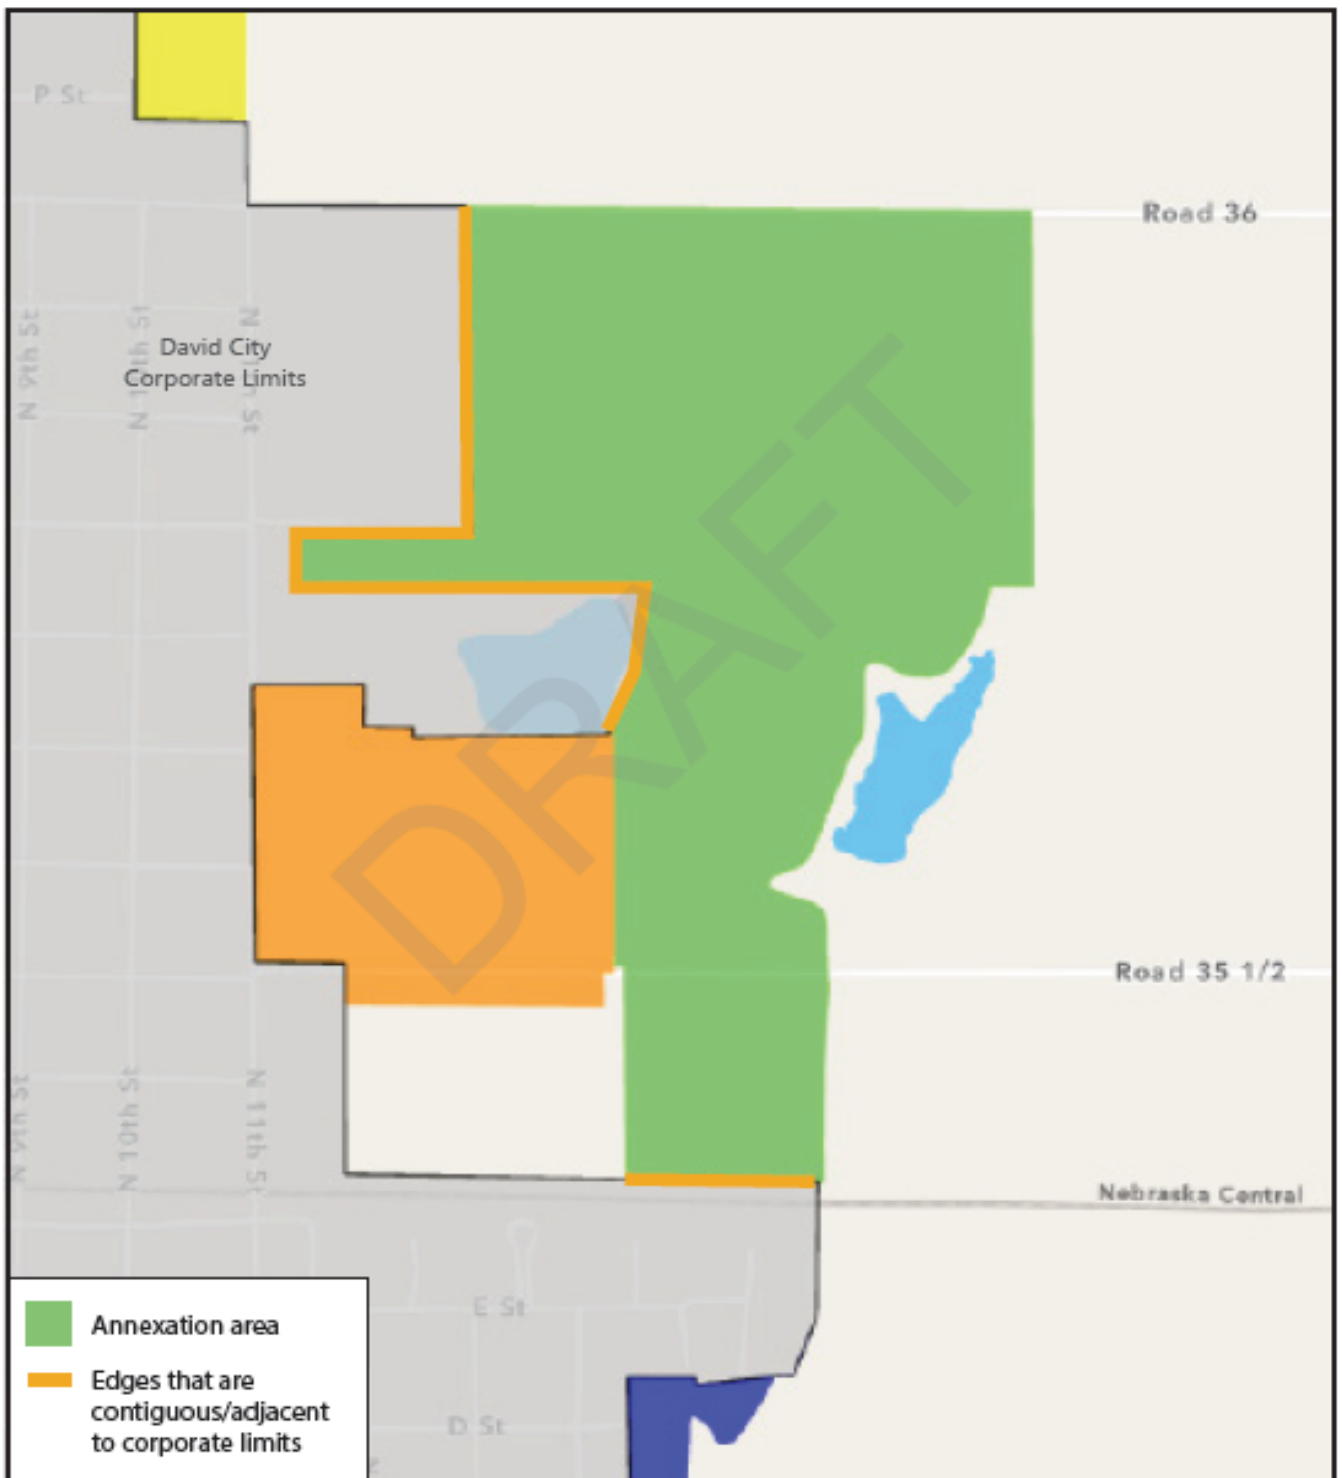 P St
Road 36
N 9th St
N 10th St
N 11th St
David City
Corporate Limits
DRAFT
Road 35 1/2
N 9th St
N 10th St
N 11th St
Nebraska Central
E St
D St
Annexation area
Edges that are
contiguous/adjacent
to corporate limits